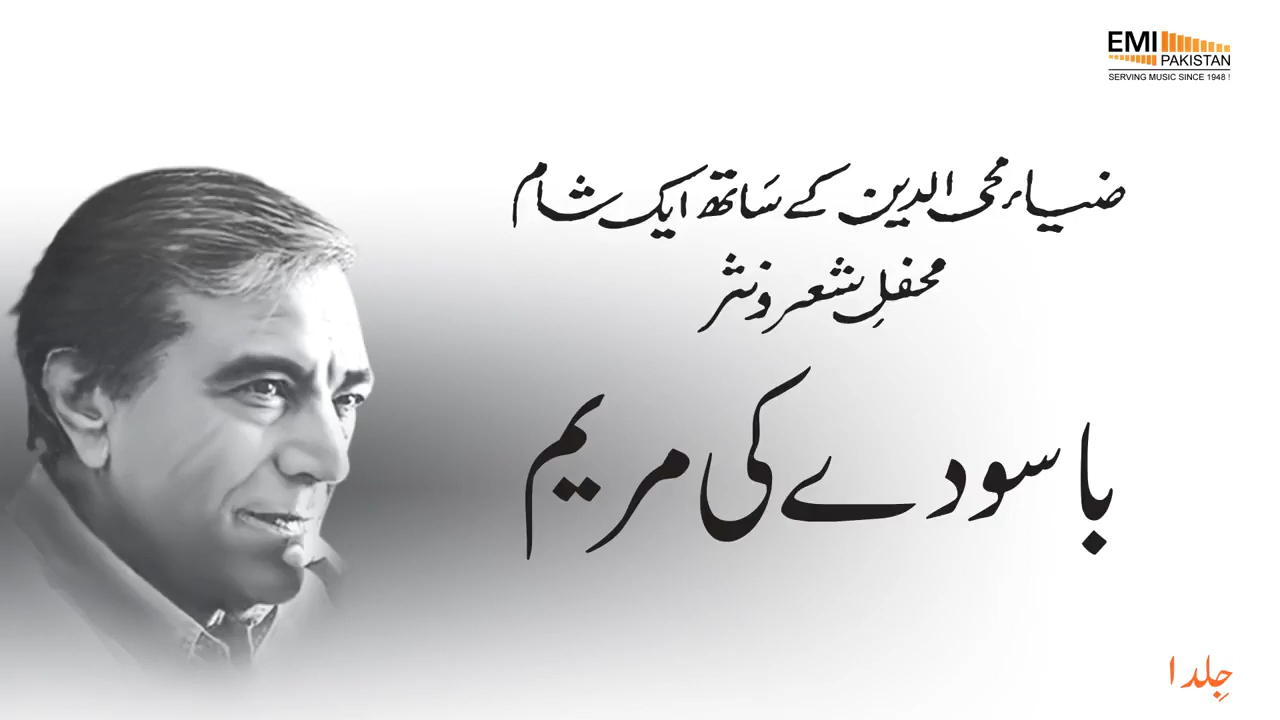 EMI
PAKISTAN
SERVING MUSIC SINCE 1948 !
ضیاء محی الدین کے ساتھ ایک شام
محفلِ شعر و نثر
باسودے کی مریم
جِلد ا